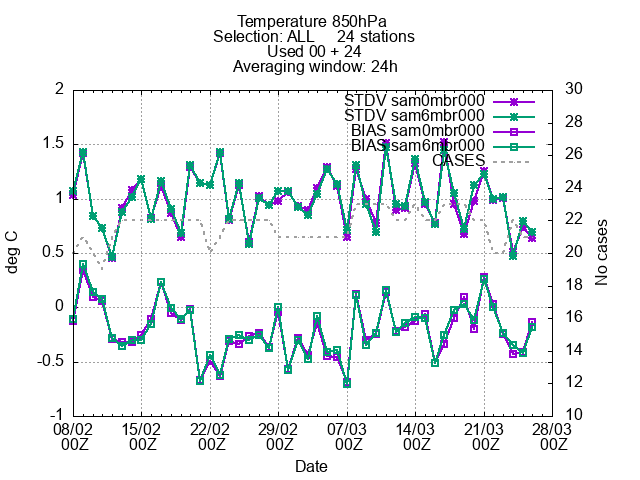 Temperature 850hPa
Selection: ALL 24 stations
Used 00 + 24
Averaging window: 24h
STDV sam0mbr000
STDV sam6mbr000
BIAS sam0mbr000
BIAS sam6mbr000
CASES
2
1.5
1
0.5
0
-0.5
-1
deg C
30
28
26
24
22
20
18
16
14
12
10
No cases
08/02 15/02 22/02 29/02 07/03 14/03 21/03 28/03
00Z 00Z 00Z 00Z 00Z 00Z 00Z 00Z
Date